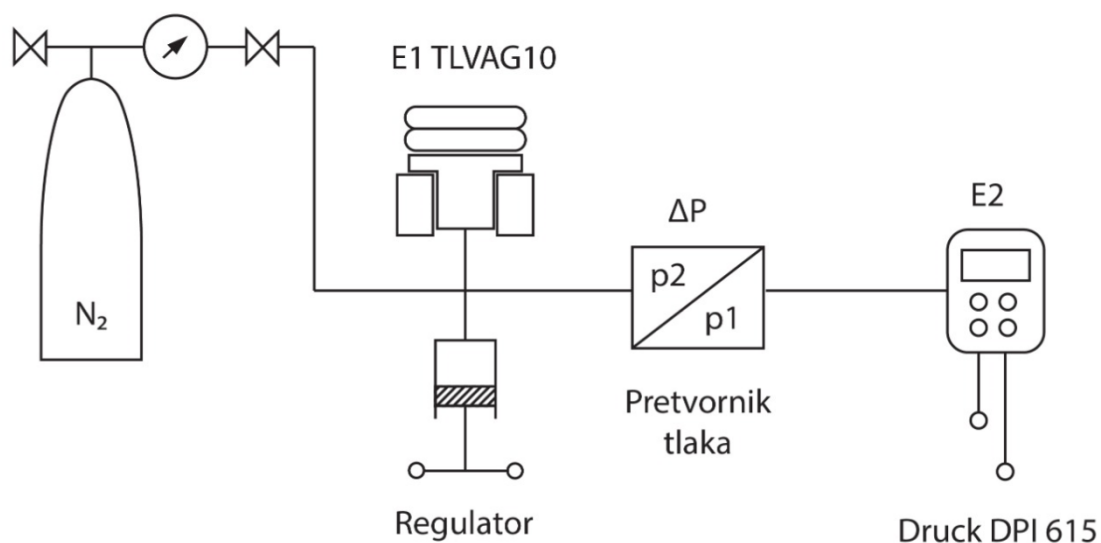 E1 TLVAG10
E2
ΔP
p2
p1
N₂
Pretvornik
tlaka
Regulator
Druck DPI 615